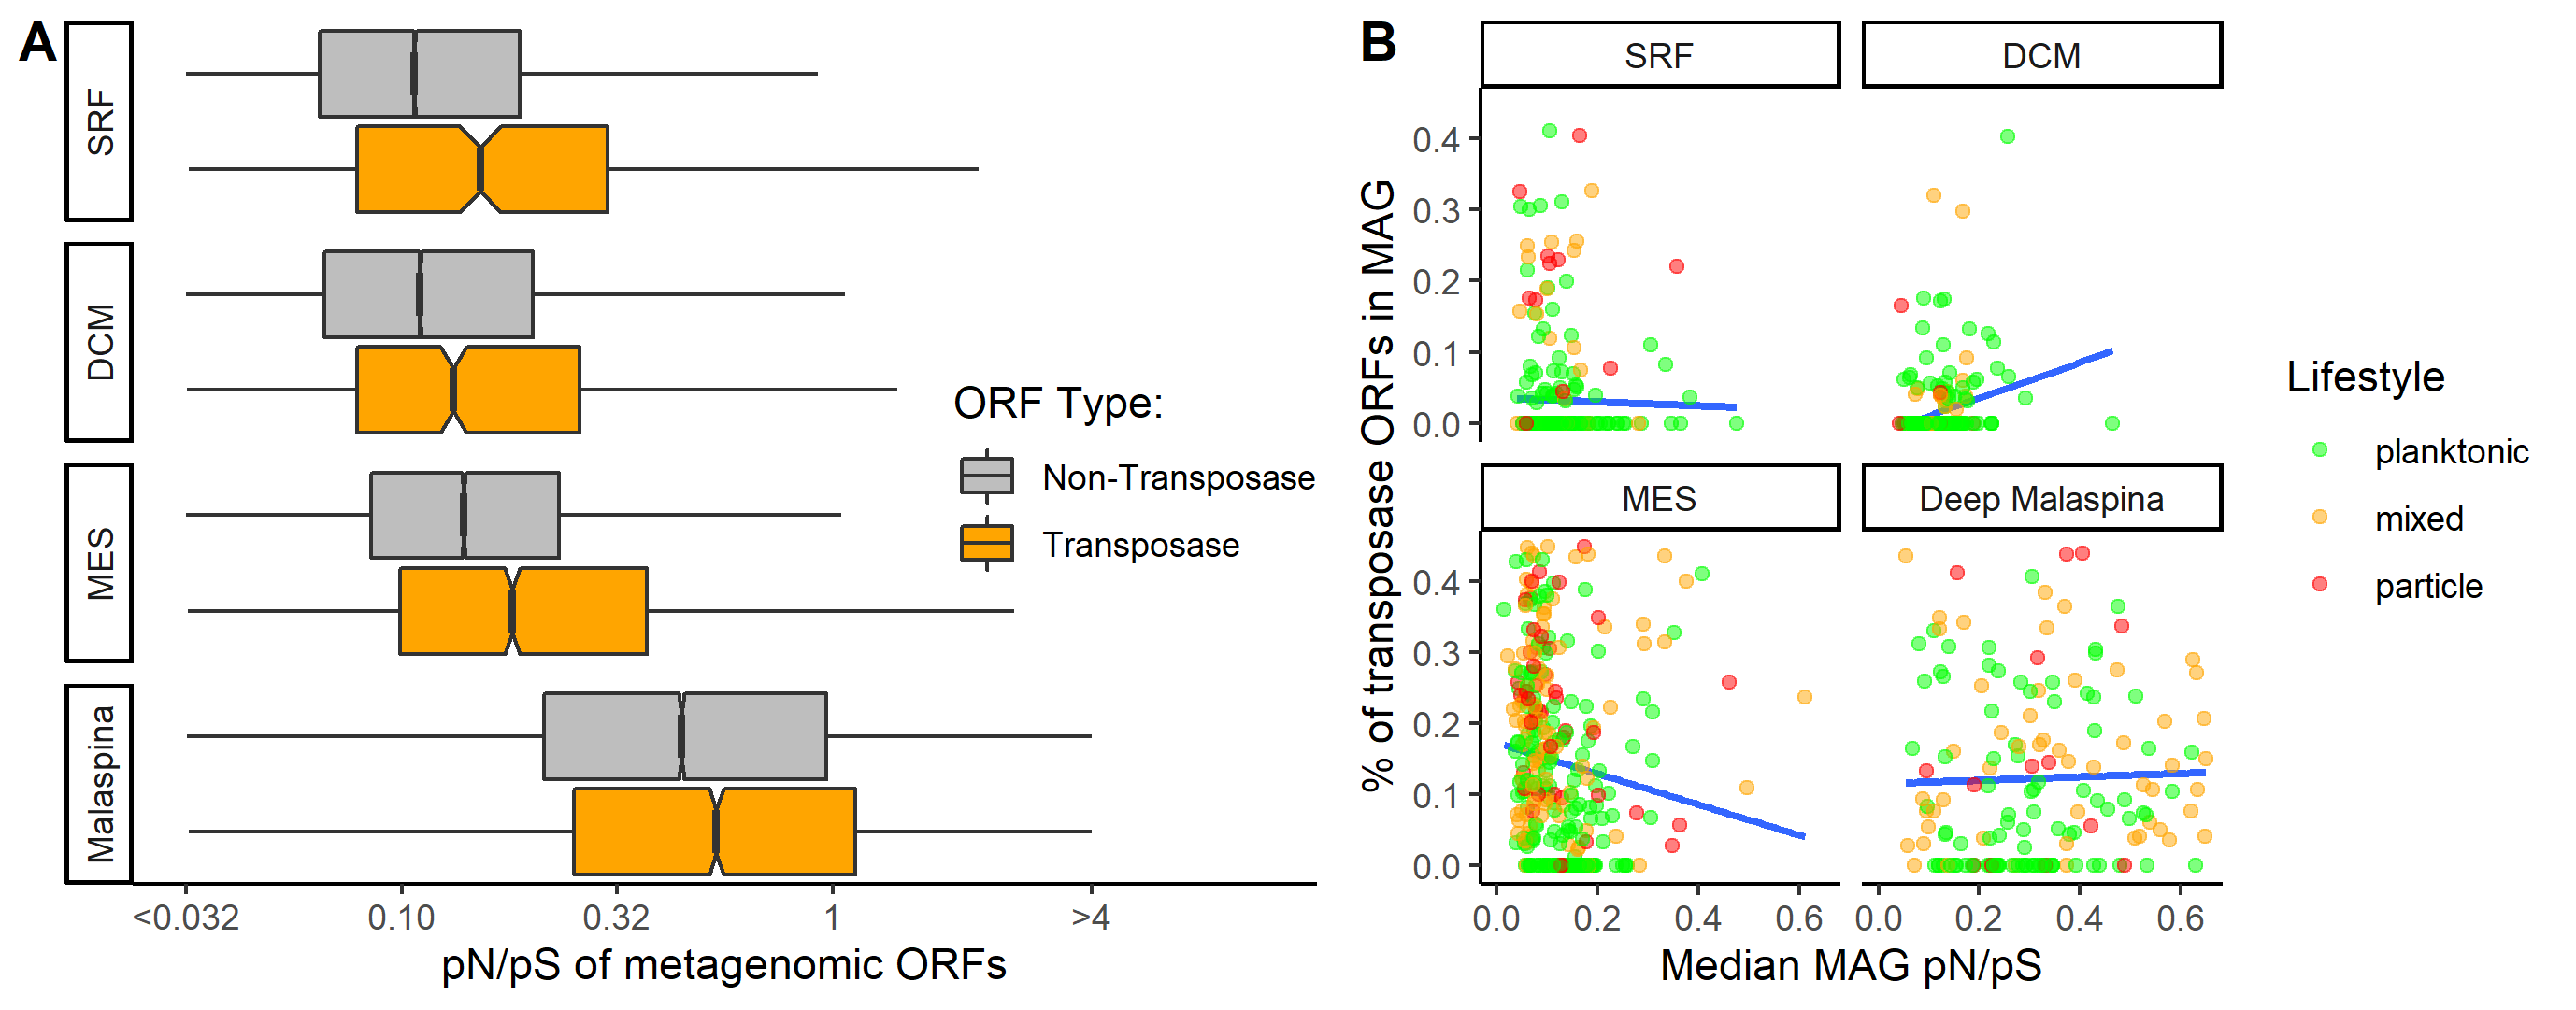 A
SRF
DCM
MES
Malaspina
<0.032
0.10
0.32
1
>4
pN/pS of metagenomic ORFs
ORF Type:
Non-Transposase
Transposase
B
SRF
DCM
MES
Deep Malaspina
% of transposase ORFs in MAG
0.4
0.3
0.2
0.1
0.0
0.4
0.3
0.2
0.1
0.0
0.0
0.2
0.4
0.6
0.0
0.2
0.4
0.6
Median MAG pN/pS
Lifestyle
planktonic
mixed
particle